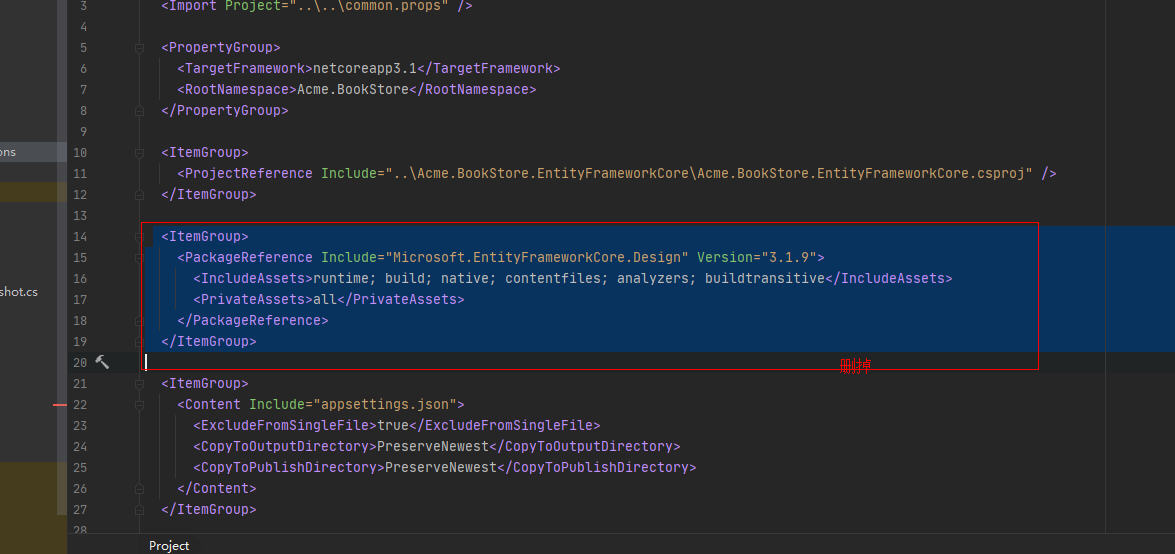 3 <Import Project="..\..\common.props" />
4
5 <PropertyGroup>
6 <TargetFramework>netcoreapp3.1</TargetFramework>
7 <RootNamespace>Acme.BookStore</RootNamespace>
8 </PropertyGroup>
9
ons
10 <ItemGroup>
11 <ProjectReference Include="..\Acme.BookStore.EntityFrameworkCore\Acme.BookStore.EntityFrameworkCore.csproj" />
12 </ItemGroup>
13
14 <ItemGroup>
15 <PackageReference Include="Microsoft.EntityFrameworkCore.Design" Version="3.1.9">
16 <IncludeAssets>runtime; build; native; contentfiles; analyzers; buildtransitive</IncludeAssets>
shot.cs
17 <PrivateAssets>all</PrivateAssets>
18 </PackageReference>
19 </ItemGroup>
20
删掉
21 <ItemGroup>
22 <Content Include="appsettings.json">
23 <ExcludeFromSingleFile>true</ExcludeFromSingleFile>
24 <CopyToOutputDirectory>PreserveNewest</CopyToOutputDirectory>
25 <CopyToPublishDirectory>PreserveNewest</CopyToPublishDirectory>
26 </Content>
27 </ItemGroup>
28
Project